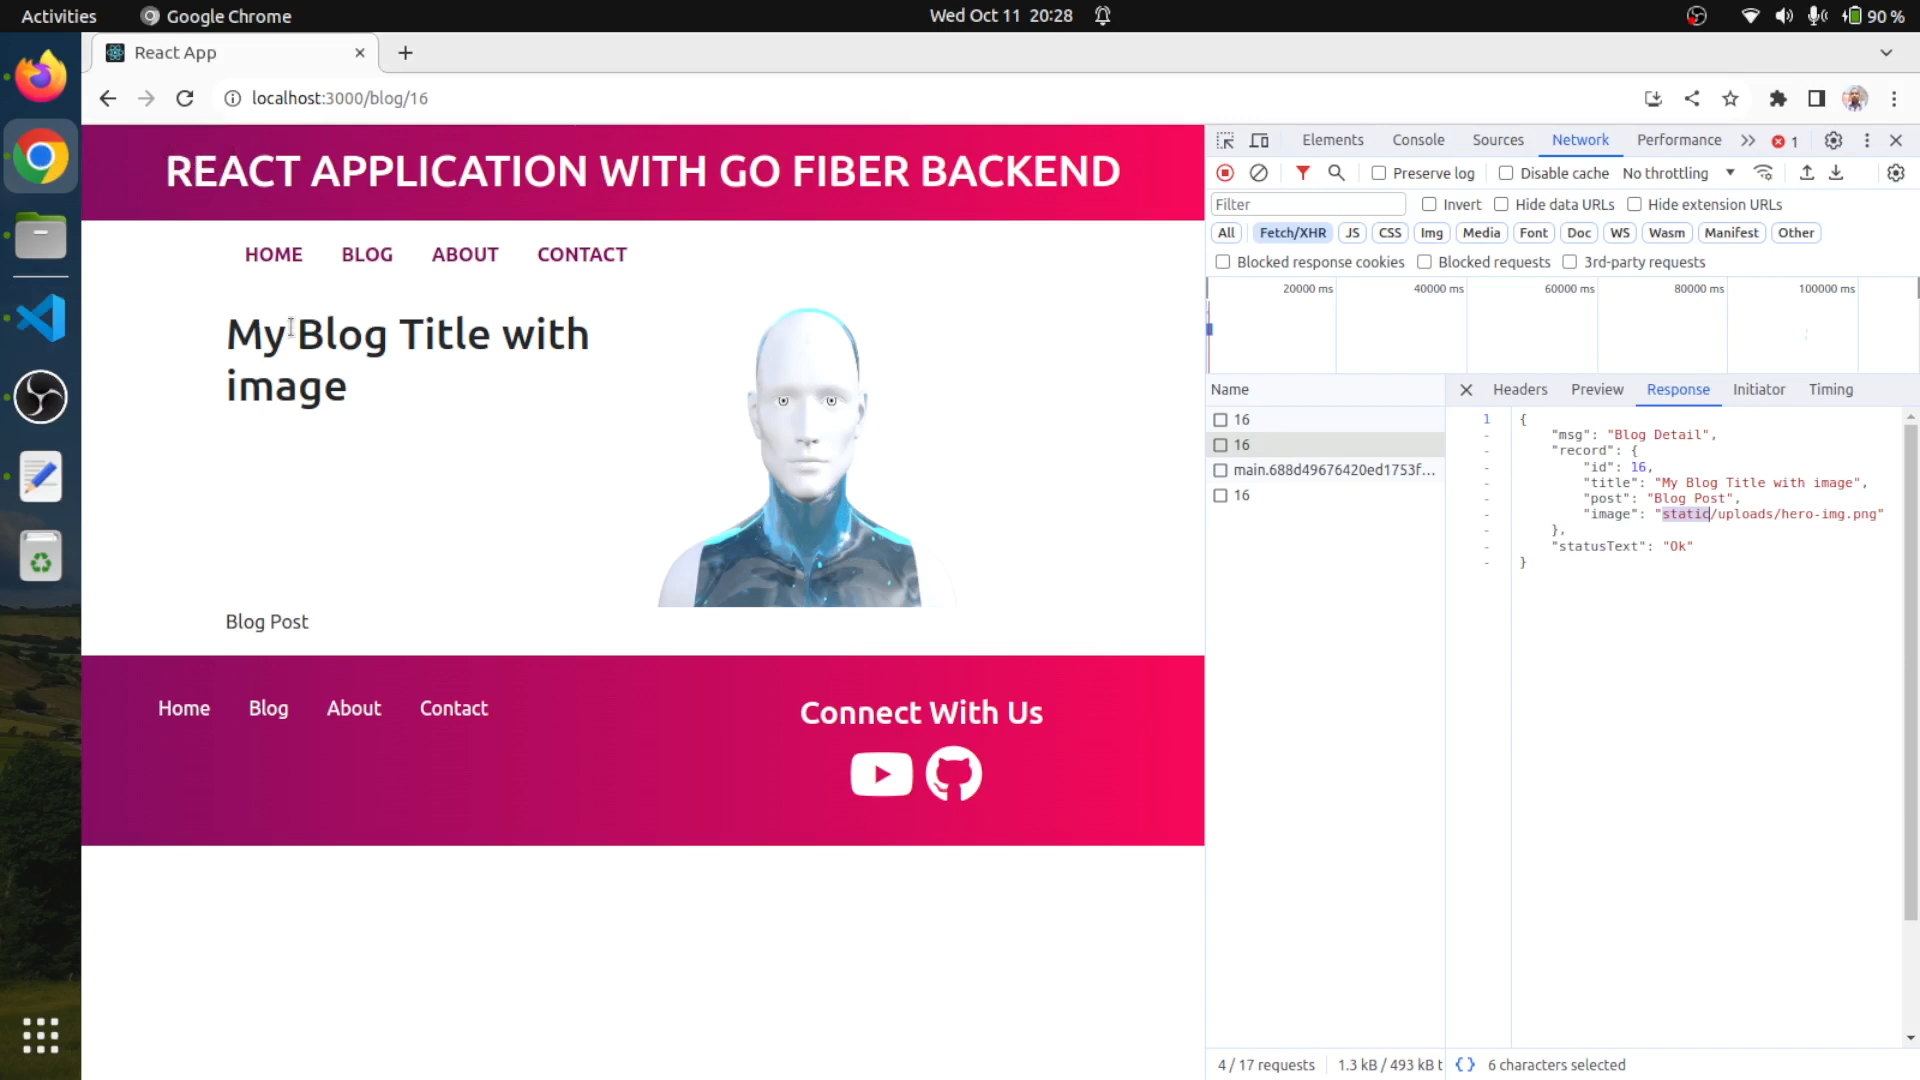 Activities
Google Chrome
Wed Oct 11 20:28
90 %
React App
localhost:3000/blog/16
REACT APPLICATION WITH GO FIBER BACKEND
HOME BLOG ABOUT CONTACT
My Blog Title with
image
Blog Post
Home Blog About Contact
Connect With Us
Elements Console Sources Network Performance 1
Preserve log Disable cache No throttling
Filter Invert Hide data URLs Hide extension URLs
All Fetch/XHR JS CSS Img Media Font Doc WS Wasm Manifest Other
Blocked response cookies Blocked requests 3rd-party requests
20000 ms 40000 ms 60000 ms 80000 ms 100000 ms
Name
16
16
main.688d49676420ed1753f...
16
Headers Preview Response Initiator Timing
1 {
- "msg": "Blog Detail",
- "record": {
- "id": 16,
- "title": "My Blog Title with image",
- "post": "Blog Post",
- "image": "static/uploads/hero-img.png"
- },
- "statusText": "Ok"
- }
4 / 17 requests 1.3 kB / 493 kB t
{} 6 characters selected